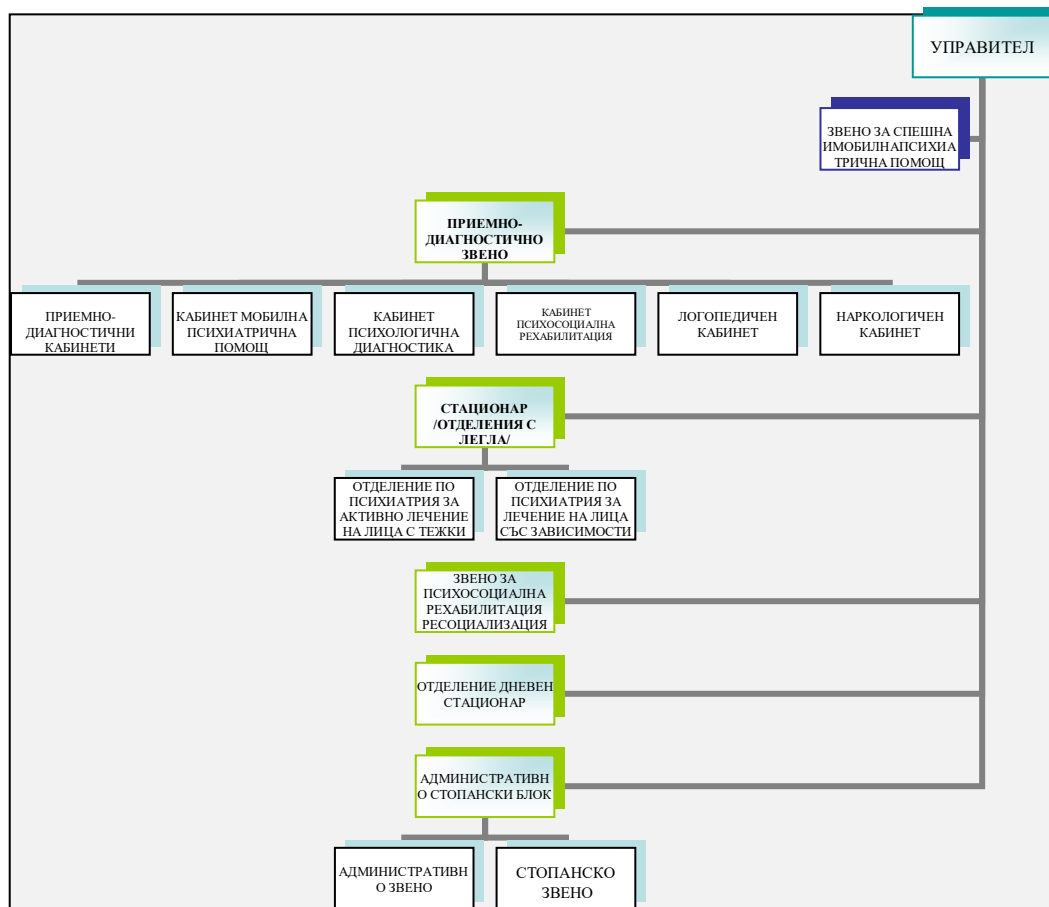 УПРАВИТЕЛ
ЗВЕНО ЗА СПЕШНА
ИМОБИЛНАПСИХИА
ТРИЧНА ПОМОЩ
ПРИЕМНО-
ДИАГНОСТИЧНО
ЗВЕНО
ПРИЕМНО-
ДИАГНОСТИЧНИ
КАБИНЕТИ
КАБИНЕТ МОБИЛНА
ПСИХИАТРИЧНА
ПОМОЩ
КАБИНЕТ
ПСИХОЛОГИЧНА
ДИАГНОСТИКА
КАБИНЕТ
ПСИХОСОЦИАЛНА
РЕХАБИЛИТАЦИЯ
ЛОГОПЕДИЧЕН
КАБИНЕТ
НАРКОЛОГИЧЕН
КАБИНЕТ
СТАЦИОНАР
/ОТДЕЛЕНИЯ С
ЛЕГЛА/
ОТДЕЛЕНИЕ ПО
ПСИХИАТРИЯ ЗА
АКТИВНО ЛЕЧЕНИЕ
НА ЛИЦА С ТЕЖКИ
ОТДЕЛЕНИЕ ПО
ПСИХИАТРИЯ ЗА
ЛЕЧЕНИЕ НА ЛИЦА
СЪС ЗАВИСИМОСТИ
ЗВЕНО ЗА
ПСИХОСОЦИАЛНА
РЕХАБИЛИТАЦИЯ
РЕСОЦИАЛИЗАЦИЯ
ОТДЕЛЕНИЕ ДНЕВЕН
СТАЦИОНАР
АДМИНИСТРАТИВН
О СТОПАНСКИ БЛОК
АДМИНИСТРАТИВН
О ЗВЕНО
СТОПАНСКО
ЗВЕНО